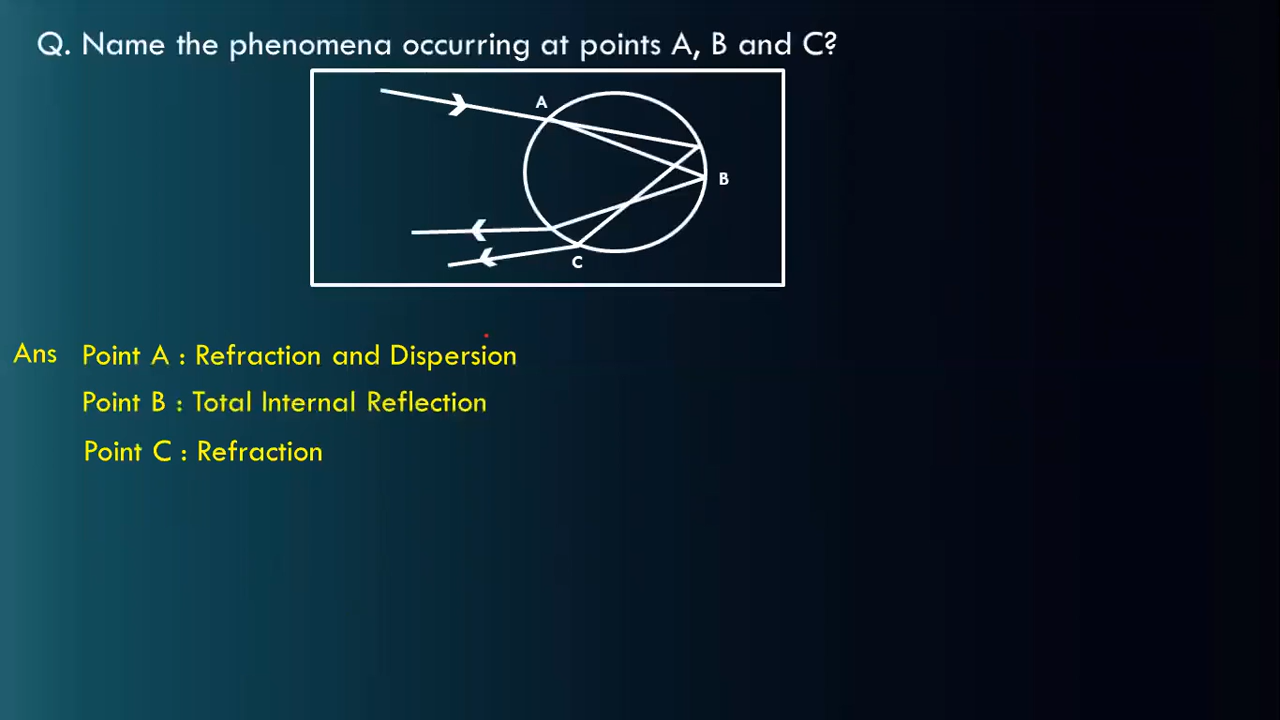 Q. Name the phenomena occurring at points A, B and C?
A
B
C
Ans Point A : Refraction and Dispersion
Point B : Total Internal Reflection
Point C : Refraction